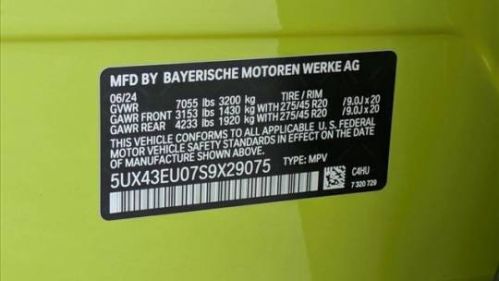 MFD BY BAYERISCHE MOTOREN WERKE AG
06/24 7055 lbs 3200 kg TIRE / RIM
GVWR
GAWR FRONT 3153 lbs 1430 kg WITH 275/45 R20 /9.0J x 20
GAWR REAR 4233 lbs 1920 kg WITH 275/45 R20 /9.0J x 20
THIS VEHICLE CONFORMS TO ALL APPLICABLE U. S. FEDERAL
MOTOR VEHICLE SAFETY AND THEFT PREVENTION STANDARDS
IN EFFECT ON THE DATE OF MANUFACTURE SHOWN ABOVE.
5UX43EU07S9X29075 TYPE: MPV
C4HU
7 320 729